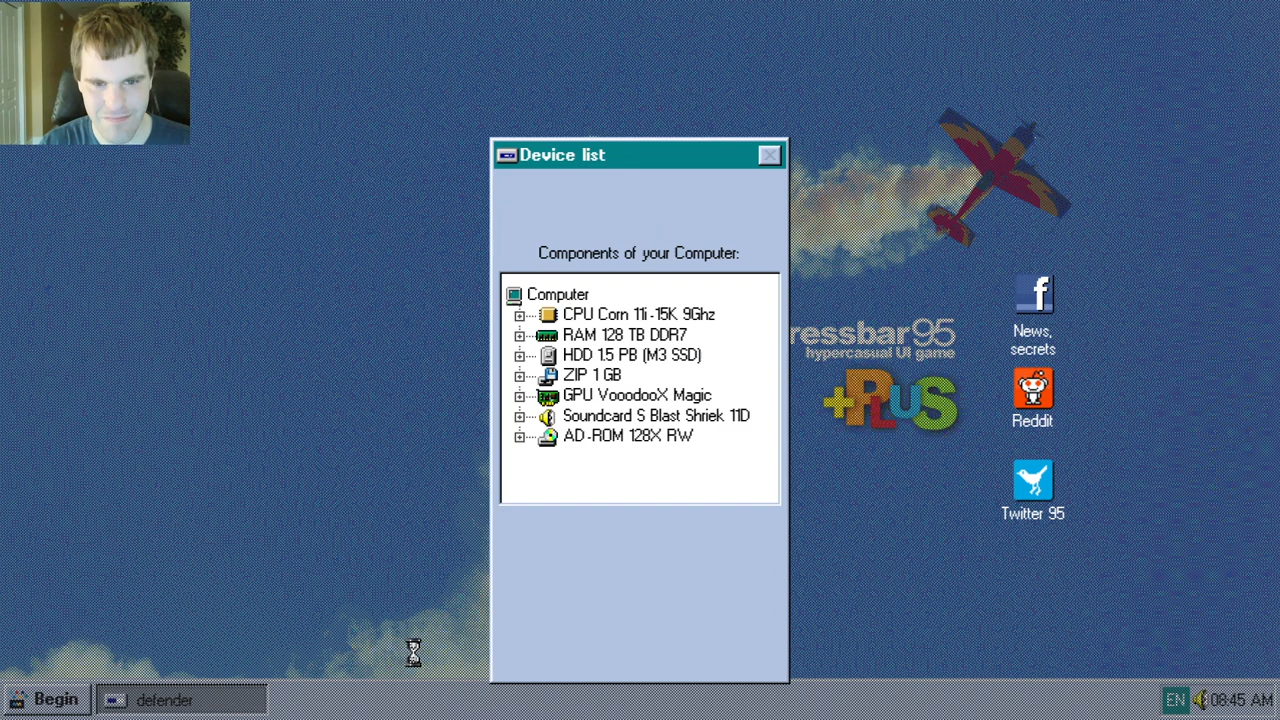 Device list
Components of your Computer:
Computer
CPU Corn 11i-15K 9Ghz
RAM 128 TB DDR7
HDD 1.5 PB (M3 SSD)
ZIP 1 GB
GPU VooodooX Magic
Soundcard S Blast Shriek 11D
AD-ROM 128X RW
ressbar95
hypercasual UI game
+PLUS
News,
secrets
Reddit
Twitter 95
Begin
defender
EN
08:45 AM